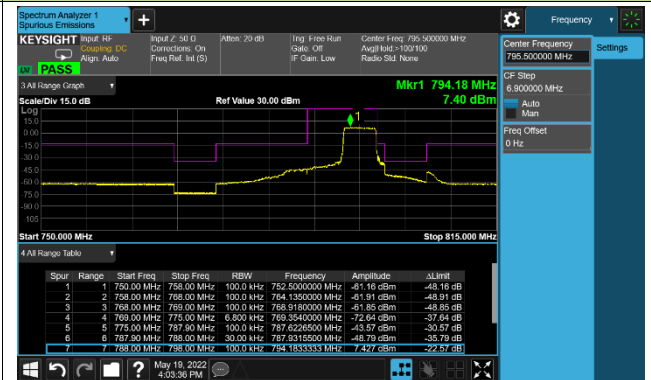 Spectrum Analyzer 1
Spurious Emissions
Frequency
KEYSIGHT
Input: RF
Coupling: DC
Align: Auto
Input Z: 50 Ω
Corrections: On
Freq Ref: Int (S)
Atten: 20 dB
Trig: Free Run
Gate: Off
IF Gain: Low
Center Freq: 795.500000 MHz
Avg|Hold:>100/100
Radio Std: None
PASS
Center Frequency
795.500000 MHz
Settings
CF Step
6.900000 MHz
Auto
Man
Freq Offset
0 Hz
3 All Range Graph
Mkr1 794.18 MHz
Scale/Div 15.0 dB
Ref Value 30.00 dBm
7.40 dBm
Log
15.0
0.00
-15.0
-30.0
-45.0
-60.0
-75.0
-90.0
-105
1
Start 750.000 MHz
Stop 815.000 MHz
4 All Range Table
Spur Range Start Freq Stop Freq RBW Frequency Amplitude ΔLimit
1 1 750.00 MHz 758.00 MHz 100.0 kHz 752.5000000 MHz -61.16 dBm -48.16 dB
2 2 758.00 MHz 768.00 MHz 100.0 kHz 764.1350000 MHz -61.91 dBm -48.91 dB
3 3 768.00 MHz 769.00 MHz 100.0 kHz 768.9180000 MHz -61.85 dBm -48.85 dB
4 4 769.00 MHz 775.00 MHz 6.800 kHz 769.3540000 MHz -72.64 dBm -37.64 dB
5 5 775.00 MHz 787.90 MHz 100.0 kHz 787.6226500 MHz -43.57 dBm -30.57 dB
6 6 787.90 MHz 788.00 MHz 30.00 kHz 787.9315500 MHz -48.79 dBm -35.79 dB
7 7 788.00 MHz 798.00 MHz 100.0 kHz 794.1833333 MHz 7.427 dBm -22.57 dB
May 19, 2022
4:03:36 PM